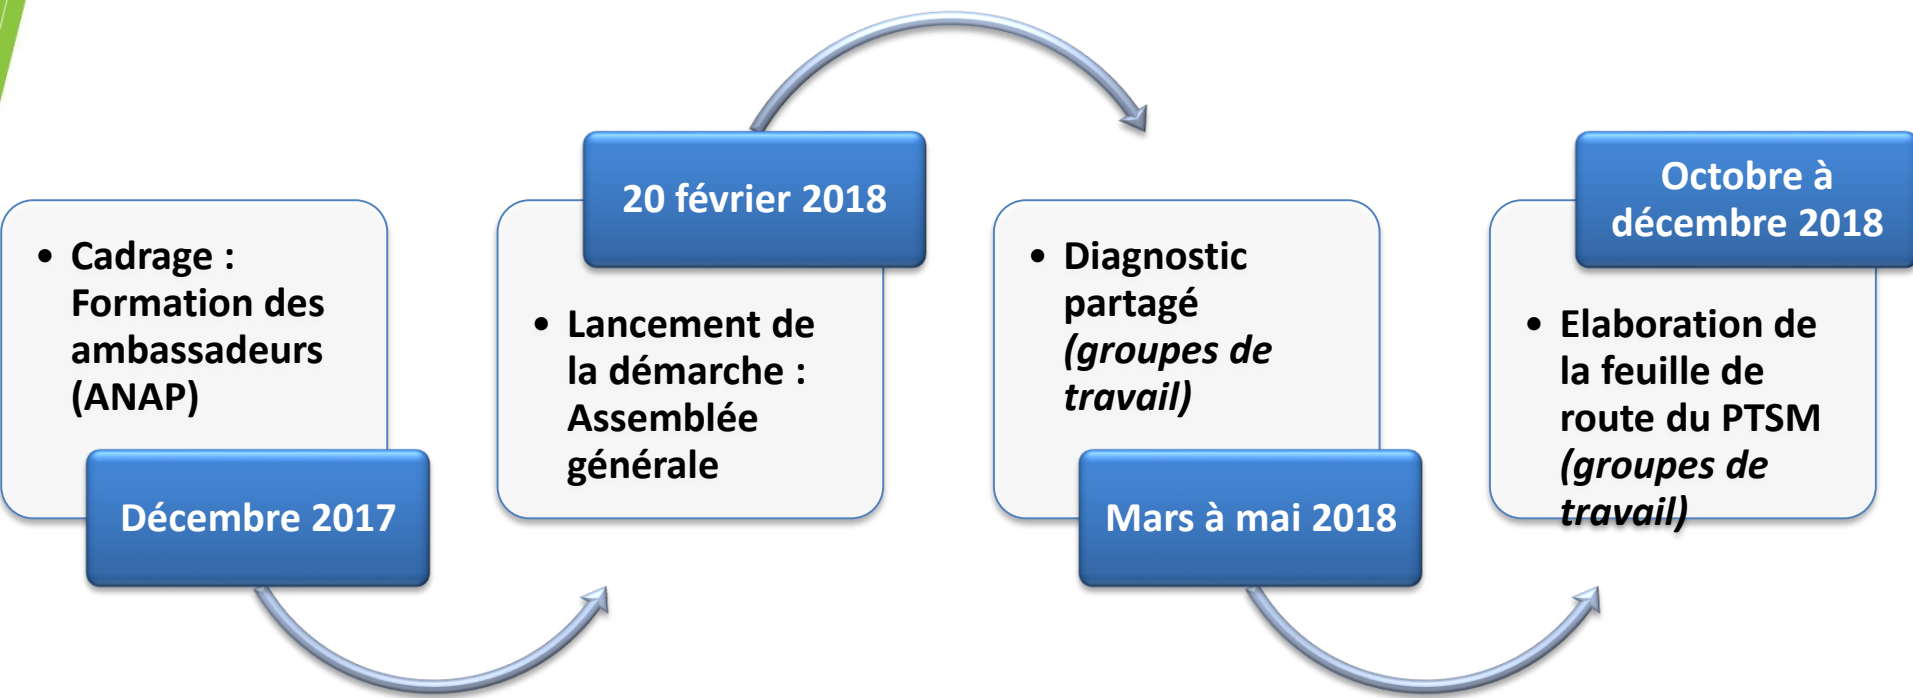 • Cadrage :
Formation des
ambassadeurs
(ANAP)
Décembre 2017
20 février 2018
• Lancement de
la démarche :
Assemblée
générale
• Diagnostic
partagé
(groupes de
travail)
Mars à mai 2018
Octobre à
décembre 2018
• Elaboration de
la feuille de
route du PTSM
(groupes de
travail)